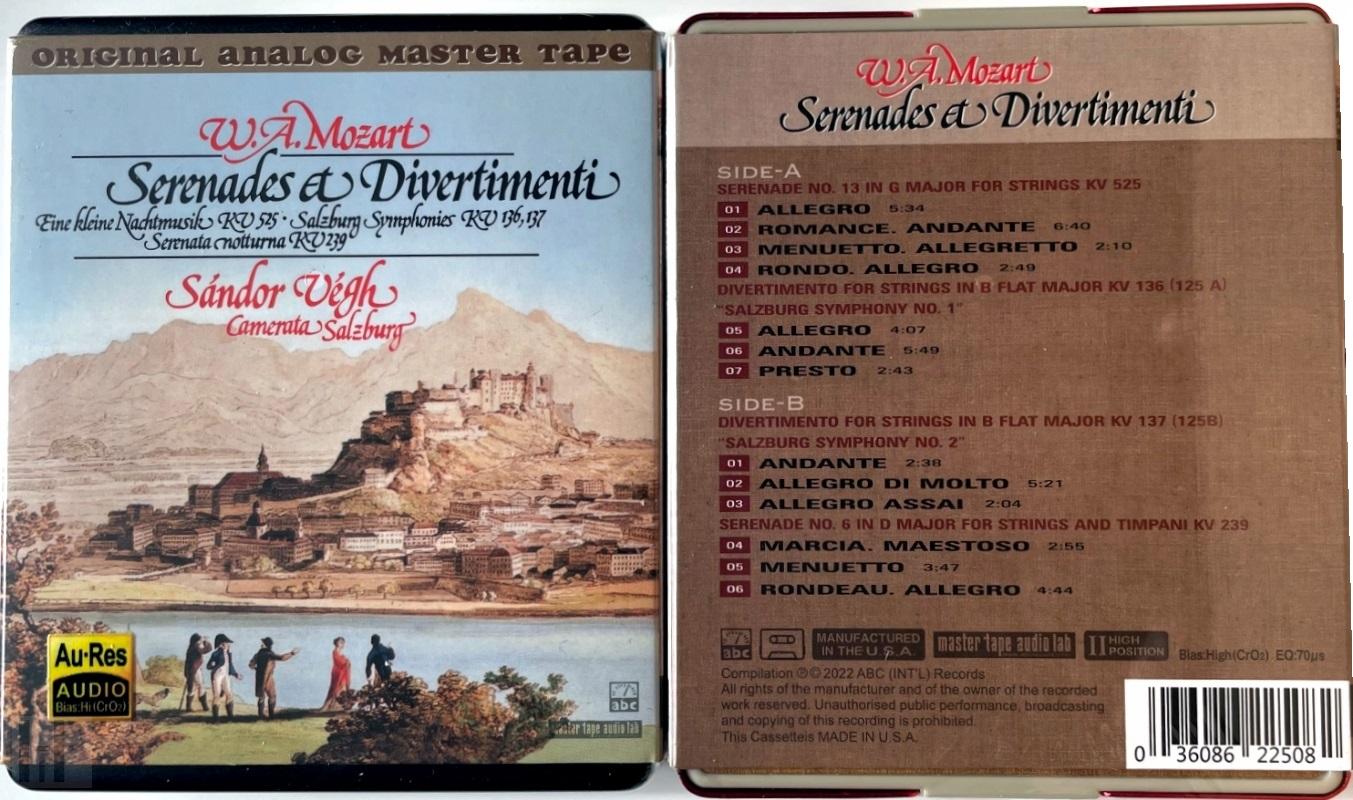 ORIGINAL ANALOG MASTER TAPE
W.A. Mozart
Serenades et Divertimenti
Eine kleine Nachtmusik KV 525 · Salzburg Symphonies KV 136, 137
Serenata notturna KV 239
Sándor Végh
Camerata Salzburg
Au·Res
AUDIO
Bias:Hi(CrO2)
abc
master tape audio lab
W.A. Mozart
Serenades et Divertimenti
SIDE-A
SERENADE NO. 13 IN G MAJOR FOR STRINGS KV 525
01 ALLEGRO 5:34
02 ROMANCE. ANDANTE 6:40
03 MENUETTO. ALLEGRETTO 2:10
04 RONDO. ALLEGRO 2:49
DIVERTIMENTO FOR STRINGS IN B FLAT MAJOR KV 136 (125 A)
"SALZBURG SYMPHONY NO. 1"
05 ALLEGRO 4:07
06 ANDANTE 5:49
07 PRESTO 2:43
SIDE-B
DIVERTIMENTO FOR STRINGS IN B FLAT MAJOR KV 137 (125B)
"SALZBURG SYMPHONY NO. 2"
01 ANDANTE 2:38
02 ALLEGRO DI MOLTO 5:21
03 ALLEGRO ASSAI 2:04
SERENADE NO. 6 IN D MAJOR FOR STRINGS AND TIMPANI KV 239
04 MARCIA. MAESTOSO 2:55
05 MENUETTO 3:47
06 RONDEAU. ALLEGRO 4:44
abc MANUFACTURED IN THE U.S.A. master tape audio lab II HIGH POSITION Bias:High(CrO2) EQ:70µs
Compilation ℗©2022 ABC (INT'L) Records
All rights of the manufacturer and of the owner of the recorded
work reserved. Unauthorised public performance, broadcasting
and copying of this recording is prohibited.
This Cassetteis MADE IN U.S.A.
0 36086 22508